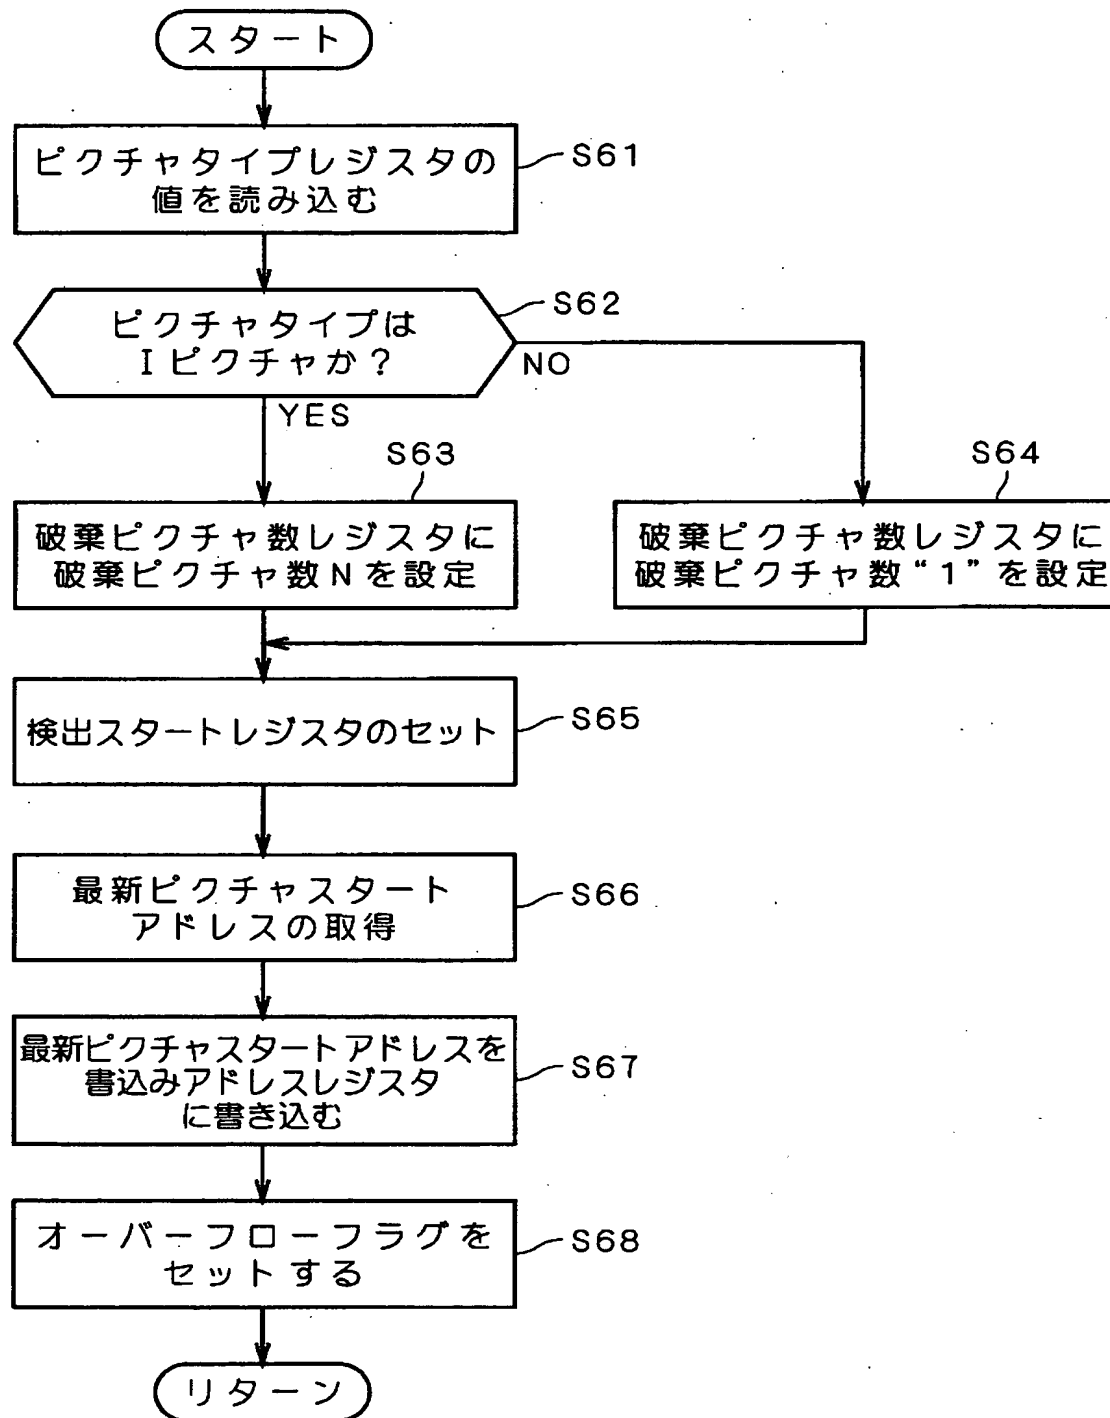 スタート
ピクチャタイプレジスタの
値を読み込む
S61
ピクチャタイプは
Iピクチャか？
S62
NO
YES
S63
破棄ピクチャ数レジスタに
破棄ピクチャ数Nを設定
S64
破棄ピクチャ数レジスタに
破棄ピクチャ数“1”を設定
検出スタートレジスタのセット
S65
最新ピクチャスタート
アドレスの取得
S66
最新ピクチャスタートアドレスを
書込みアドレスレジスタ
に書き込む
S67
オーバーフローフラグを
セットする
S68
リターン